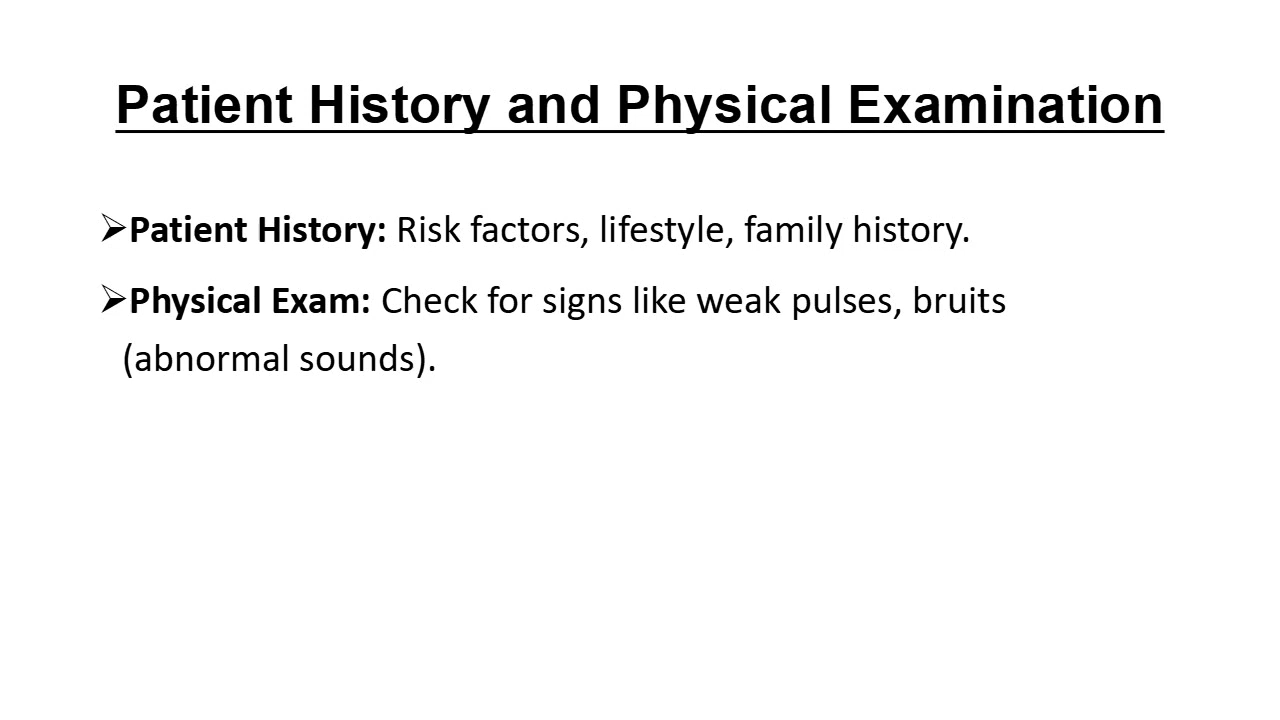 Patient History and Physical Examination
➢Patient History: Risk factors, lifestyle, family history.
➢Physical Exam: Check for signs like weak pulses, bruits
(abnormal sounds).